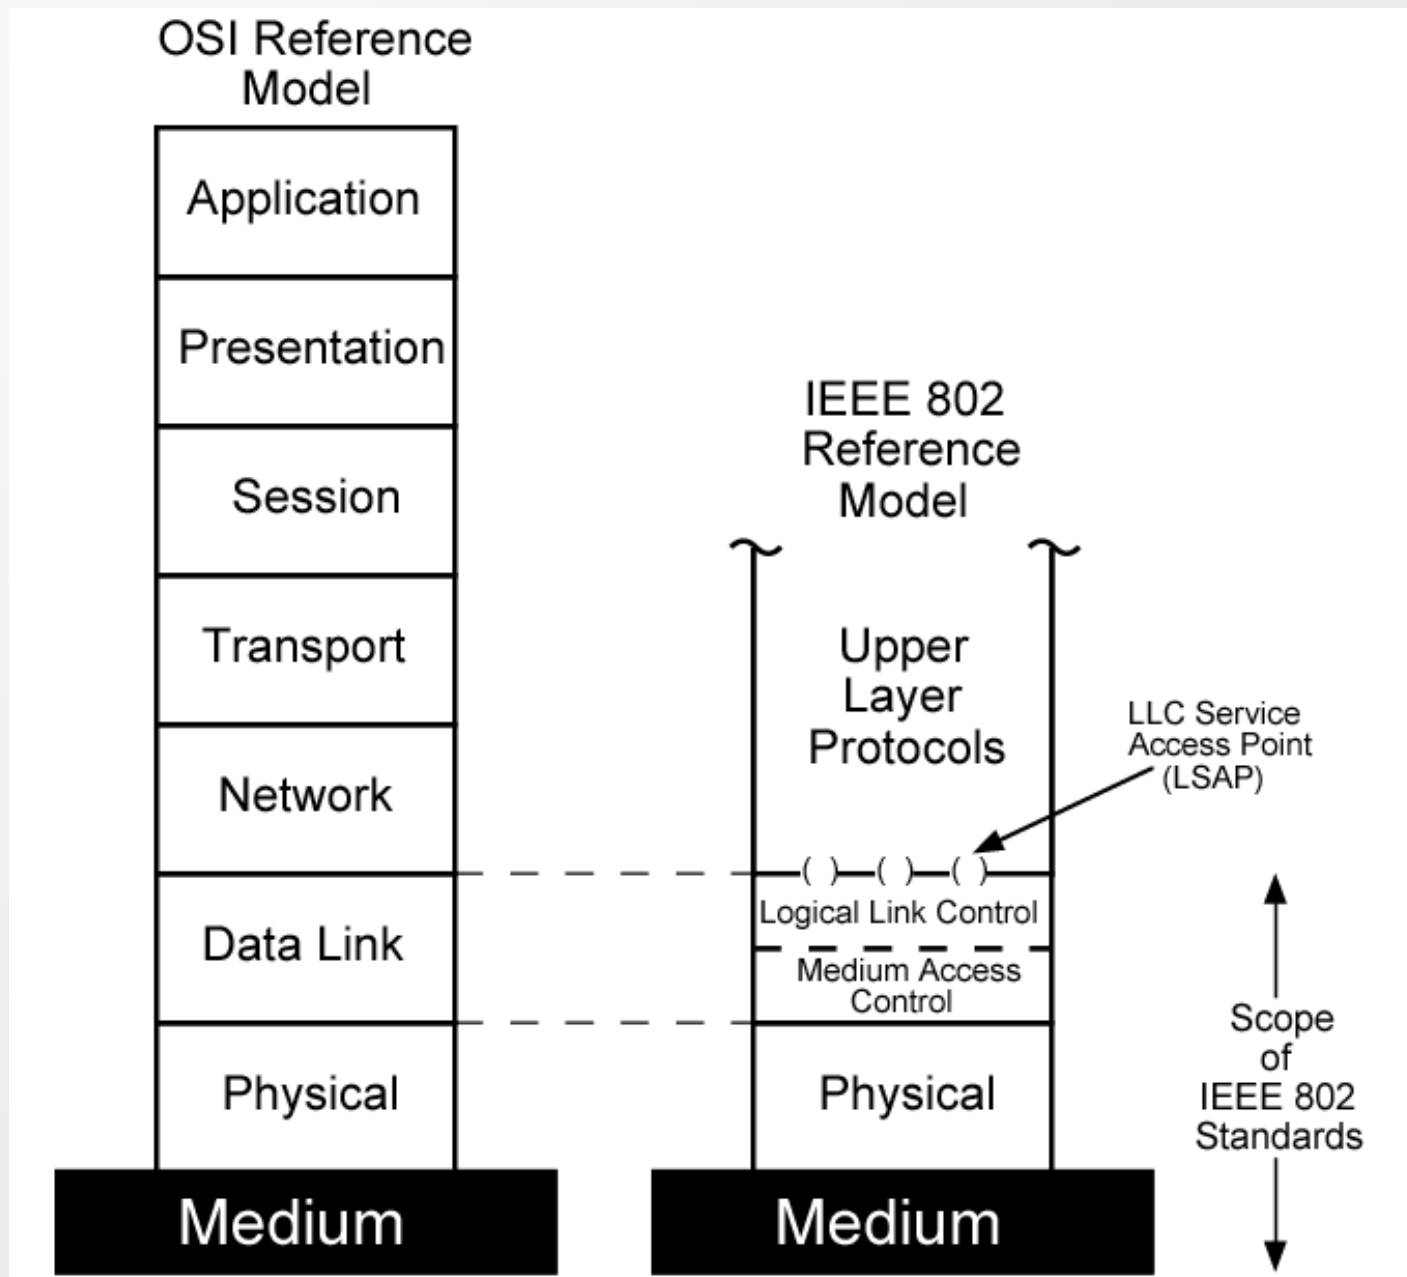 OSI Reference
Model
Application
Presentation
Session
Transport
Network
Data Link
Physical
Medium
IEEE 802
Reference
Model
Upper
Layer
Protocols
LLC Service
Access Point
(LSAP)
( ) ( ) ( )
Logical Link Control
Medium Access
Control
Physical
Medium
Scope
of
IEEE 802
Standards